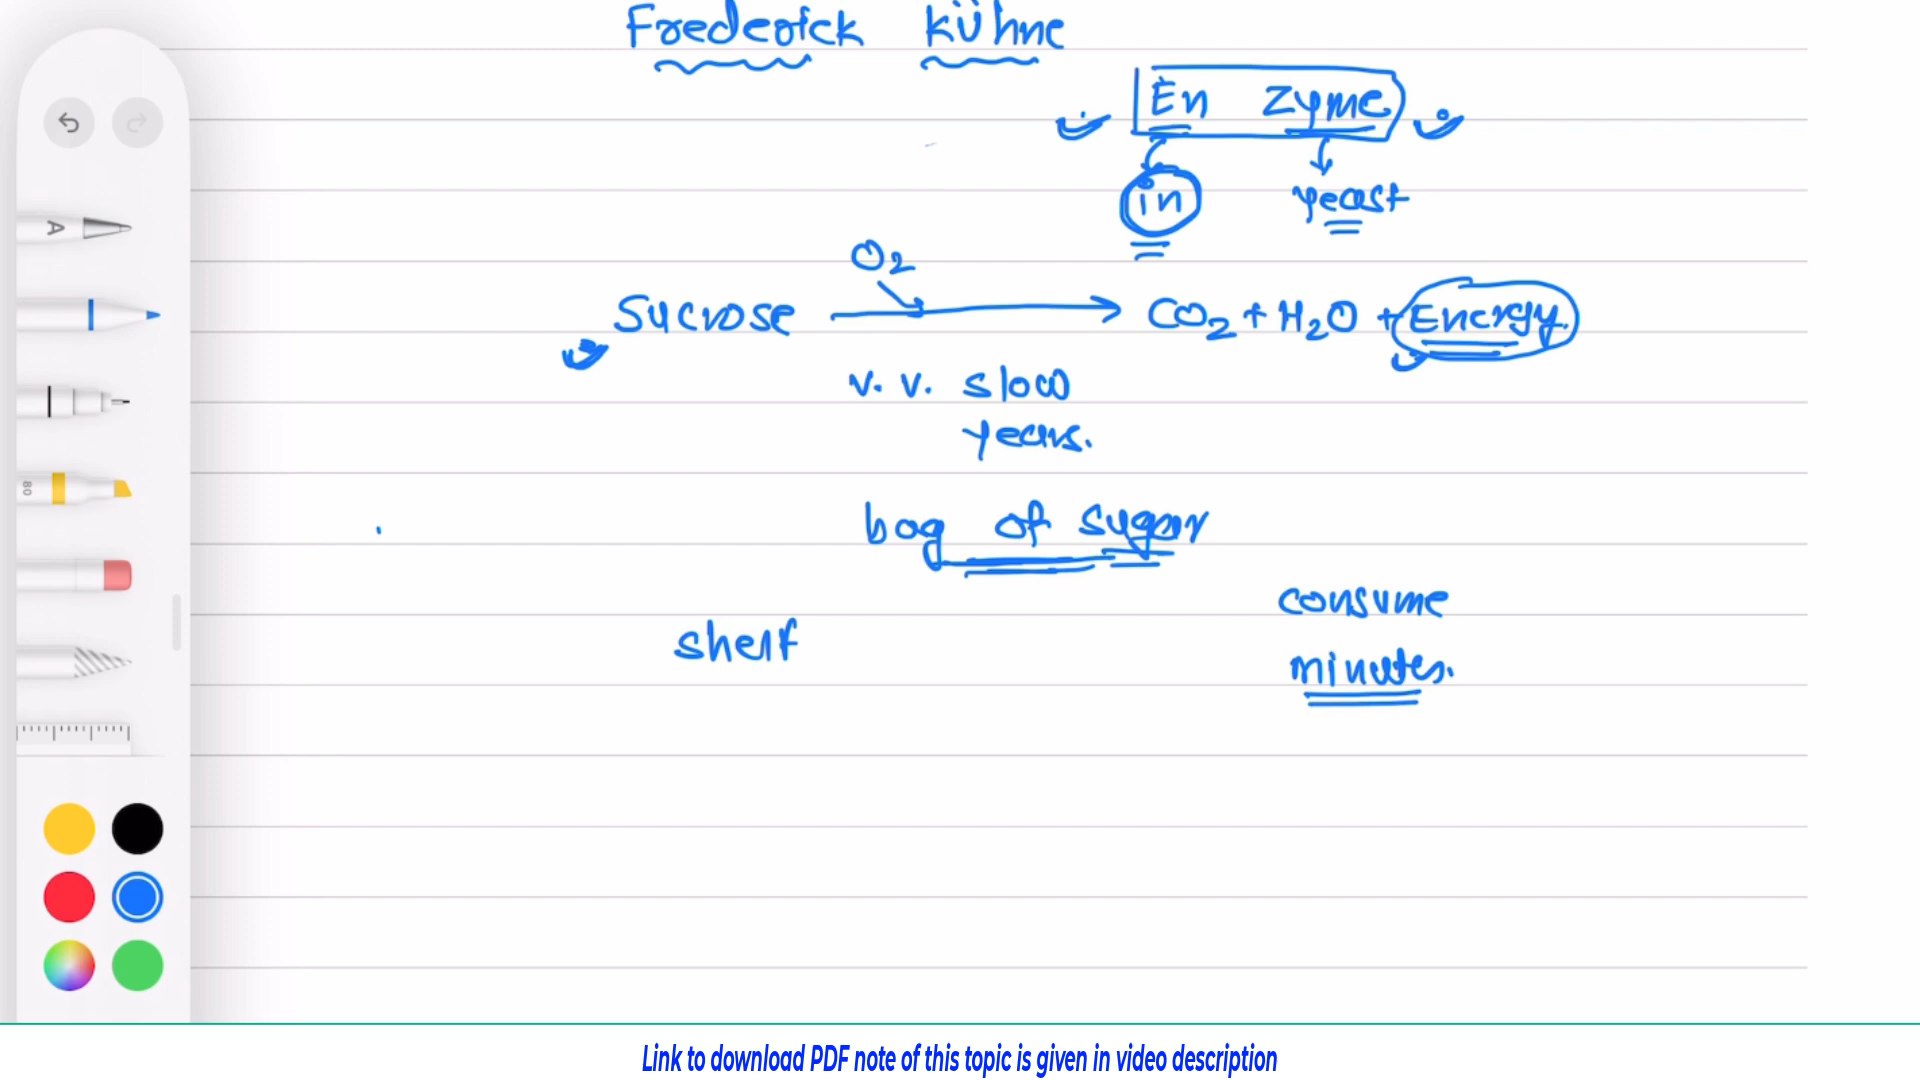 Frederick Kühne
En Zyme
in yeast
O2
Sucrose → CO2 + H2O + Energy.
v. v. slow
years.
bag of sugar
consume
shelf
minutes.
A
80
Link to download PDF note of this topic is given in video description